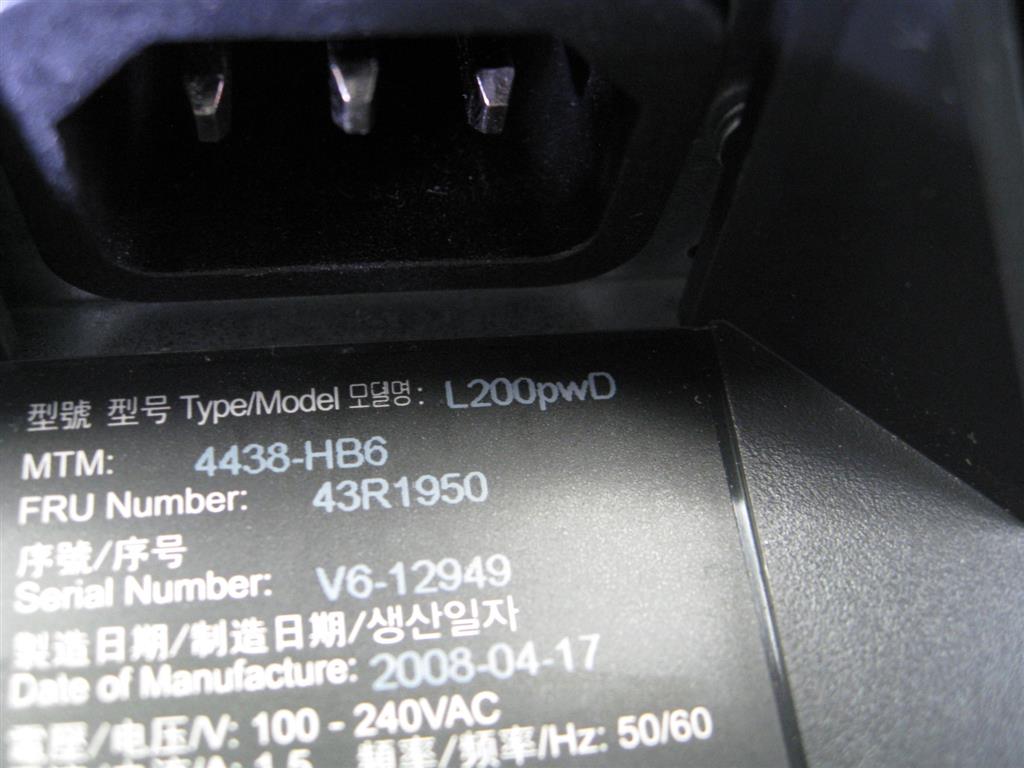 型號 型号 Type/Model 모델명: L200pwD
MTM: 4438-HB6
FRU Number: 43R1950
序號/序号
Serial Number: V6-12949
製造日期/制造日期/생산일자
Date of Manufacture: 2008-04-17
電壓/电压/V: 100 - 240VAC
/A: 1.5 頻率/频率/Hz: 50/60